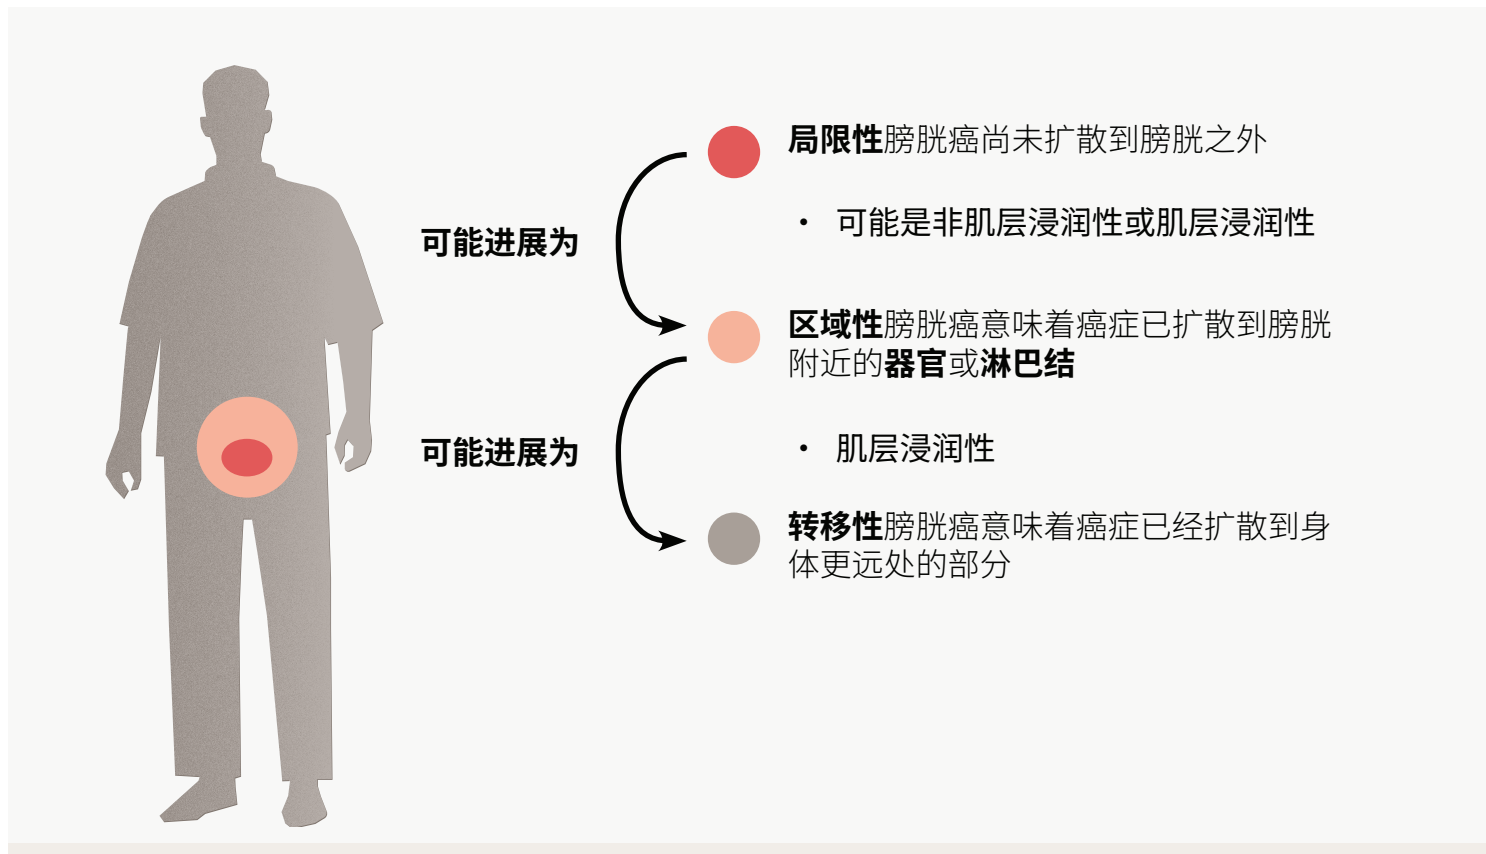 局限性膀胱癌尚未扩散到膀胱之外
• 可能是非肌层浸润性或肌层浸润性
可能进展为
区域性膀胱癌意味着癌症已扩散到膀胱
附近的器官或淋巴结
• 肌层浸润性
可能进展为
转移性膀胱癌意味着癌症已经扩散到身
体更远处的部分